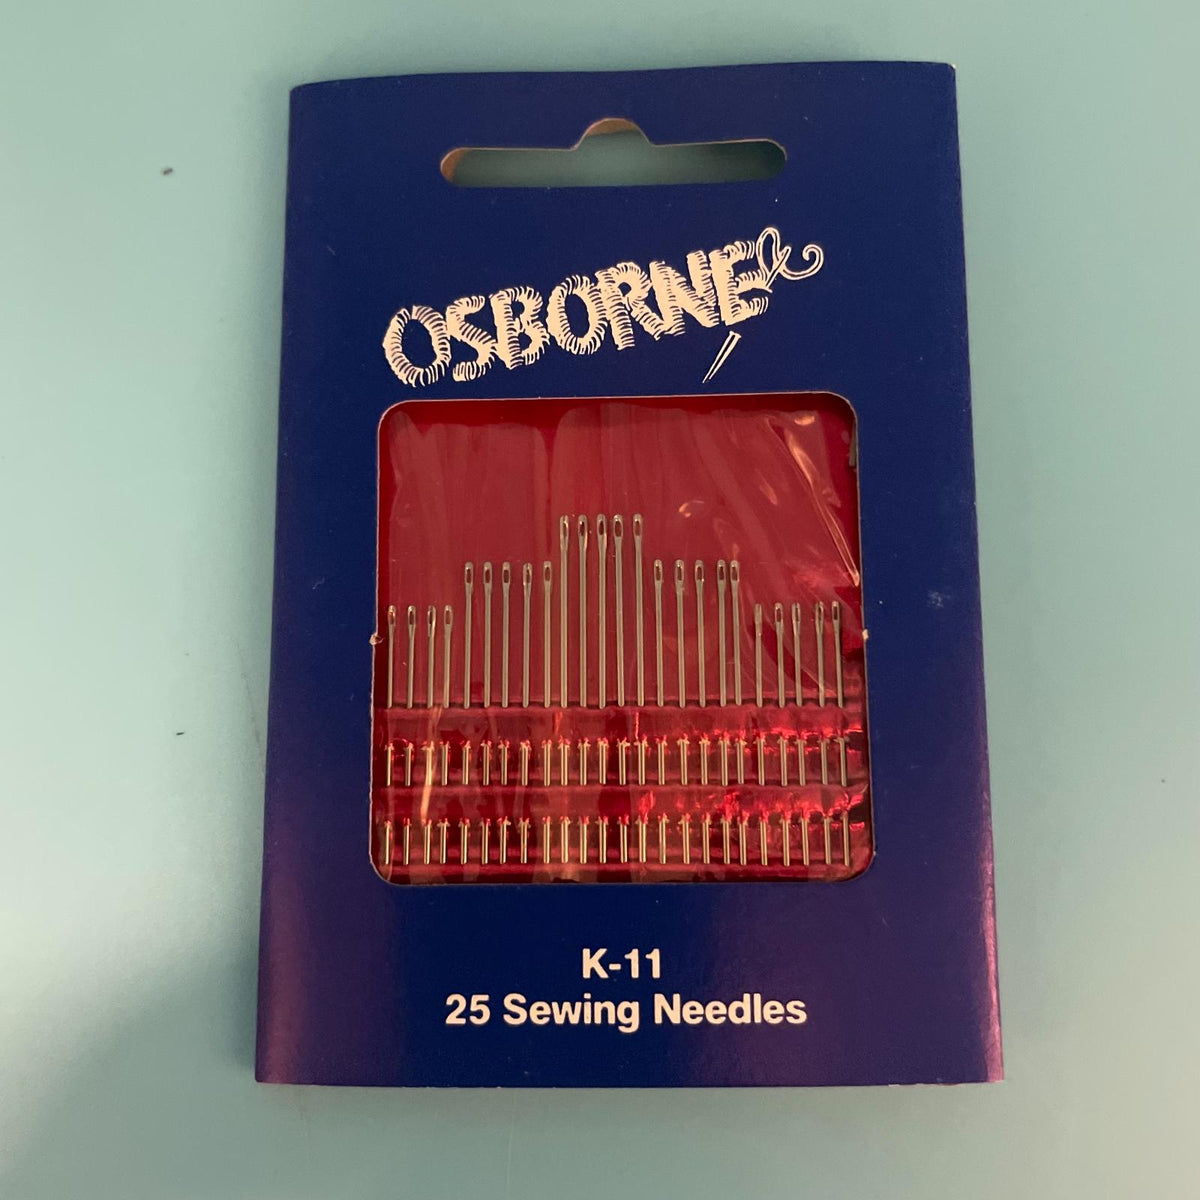 OSBORNE
K-11
25 Sewing Needles